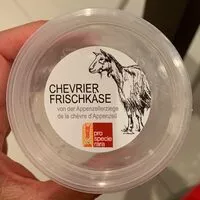 CHEVRIER
FRISCHKÄSE
von der Appenzellerziege
de la chèvre d'Appenzell
pro
specie
rara